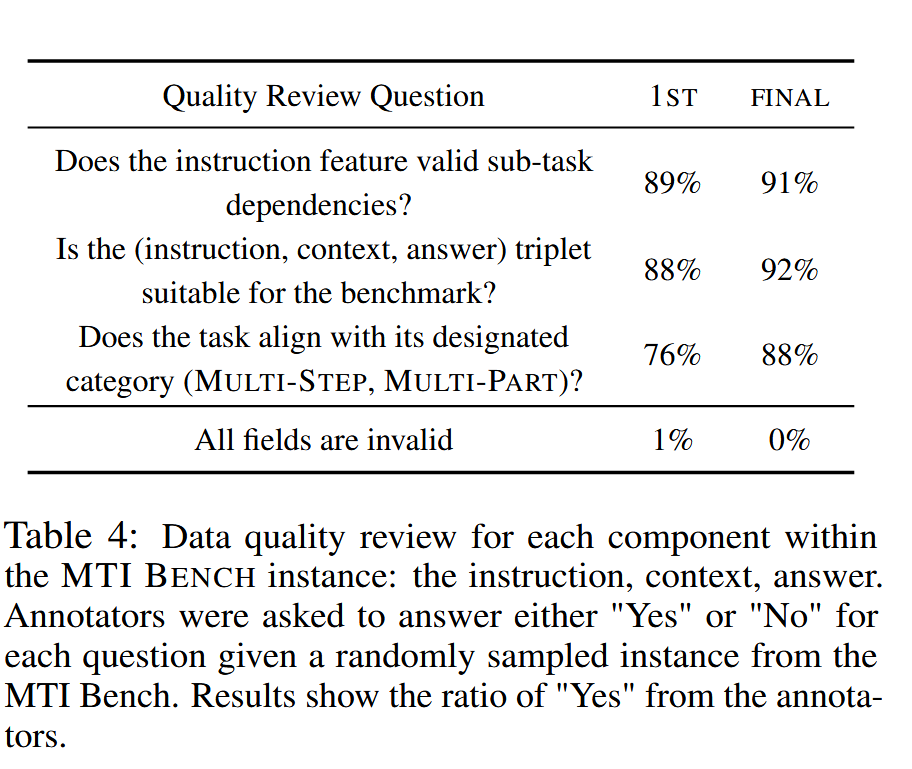 Quality Review Question 1ST FINAL
Does the instruction feature valid sub-task
dependencies?
89% 91%
Is the (instruction, context, answer) triplet
suitable for the benchmark?
88% 92%
Does the task align with its designated
category (MULTI-STEP, MULTI-PART)?
76% 88%
All fields are invalid 1% 0%
Table 4: Data quality review for each component within
the MTI BENCH instance: the instruction, context, answer.
Annotators were asked to answer either "Yes" or "No" for
each question given a randomly sampled instance from the
MTI Bench. Results show the ratio of "Yes" from the annota-
tors.